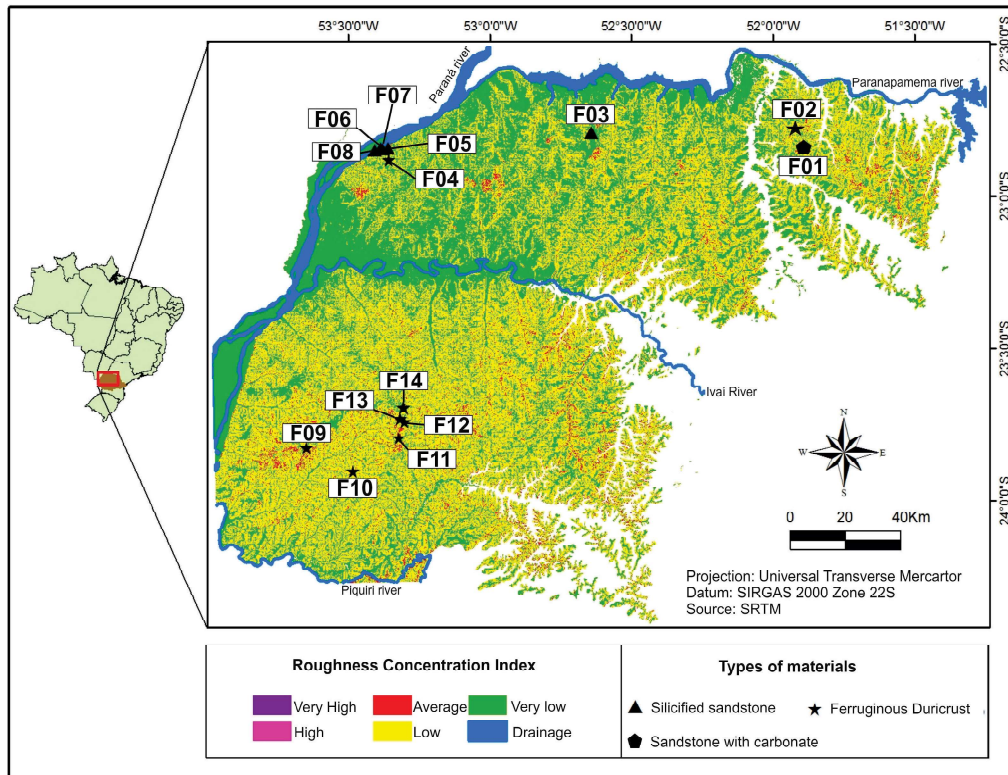 53°30'0"W
53°0'0"W
52°30'0"W
52°0'0"W
51°30'0"W
22°30'0"S
23°0'0"S
23°30'0"S
24°0'0"S
Paraná river
Paranapamema river
F07
F06
F08
F05
F04
F03
F02
F01
Ivai River
F14
F13
F12
F09
F11
F10
Piquiri river
N
W
E
S
0 20 40Km
Projection: Universal Transverse Mercartor
Datum: SIRGAS 2000 Zone 22S
Source: SRTM
Roughness Concentration Index
Very High
Average
Very low
High
Low
Drainage
Types of materials
Silicified sandstone
Ferruginous Duricrust
Sandstone with carbonate